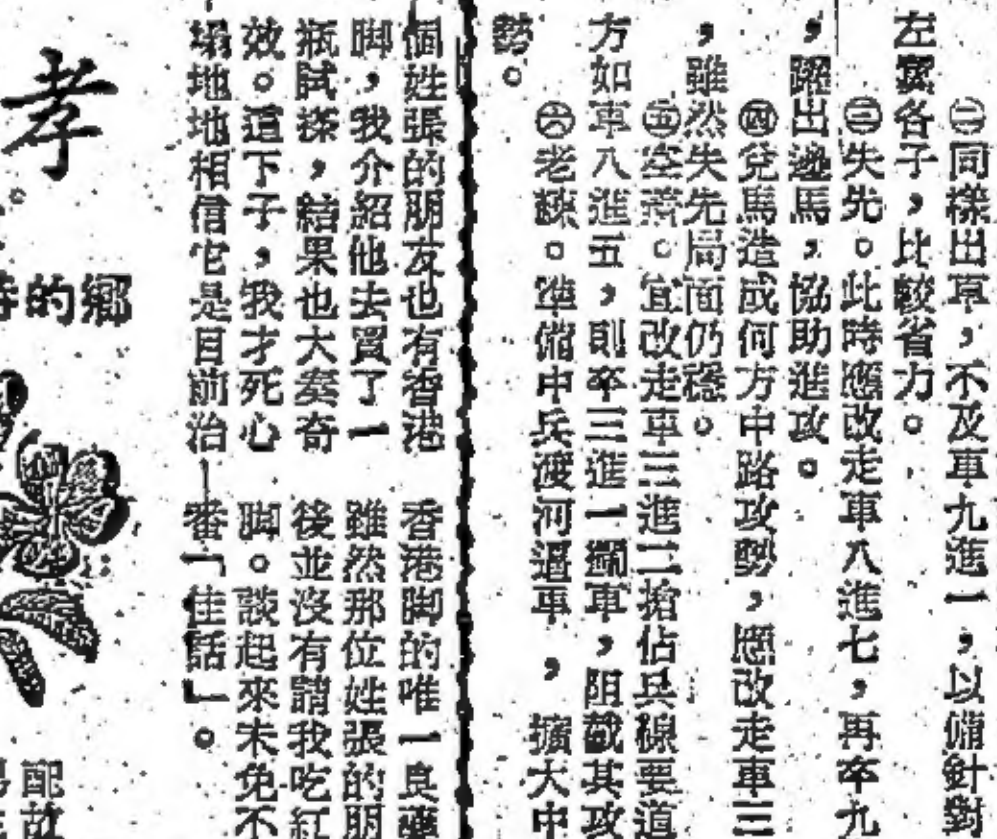 ㊁同樣出車，不及車九進一，以備針對
左翼各子，比較省力。
㊂失先。此時應改走車八進七，再卒九
，躍出邊馬，協助進攻。
㊃兌馬造成何方中路攻勢，應改走車三
，雖然失先局面仍穩。
㊄空着。宜改走車三進二搶佔兵線要道
方如車八進五，則卒三進一攔車，阻截其攻
㊅老練。準備中兵渡河逼車，擴大中
勢。
個姓張的朋友也有香港
脚，我介紹他去買了一
瓶試搽，結果也大奏奇
效。這下子，我才死心
塌地地相信它是目前治
香港脚的唯一良藥
雖然那位姓張的朋
後並沒有請我吃紅
脚。談起來未免不
番「佳話」。
孝
的鄉
配故